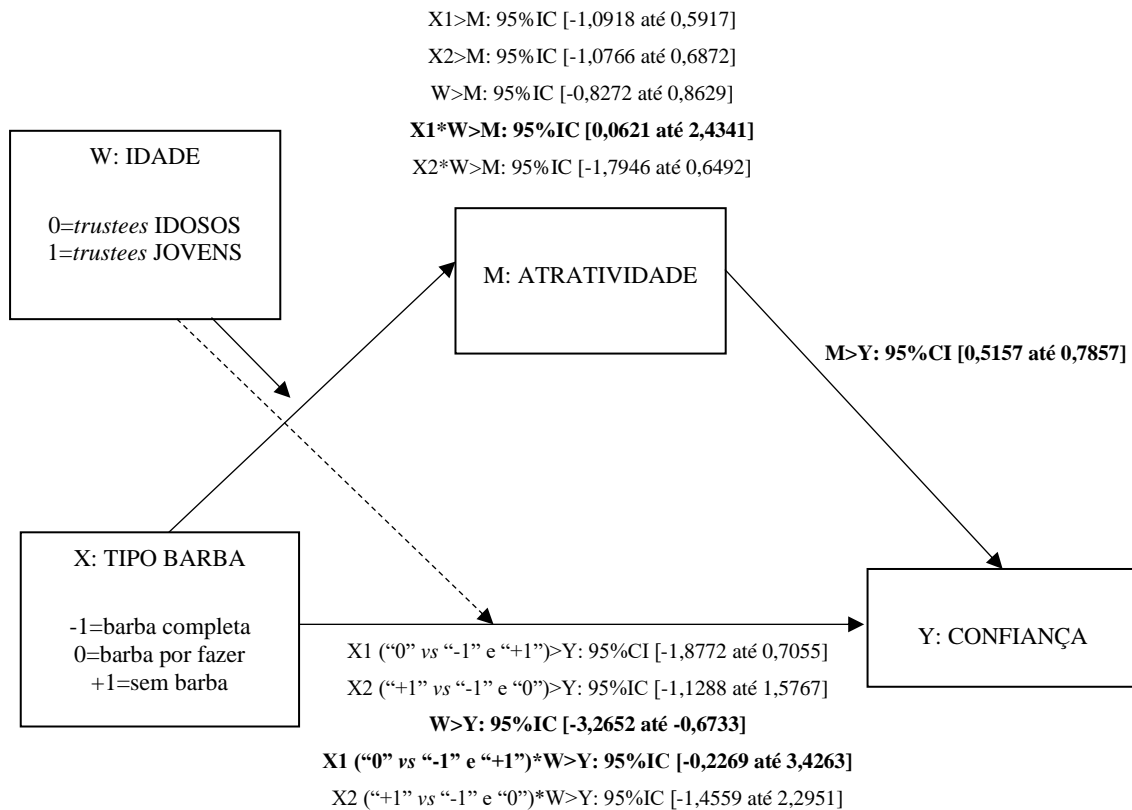 X1>M: 95%IC [-1,0918 até 0,5917]
X2>M: 95%IC [-1,0766 até 0,6872]
W>M: 95%IC [-0,8272 até 0,8629]
X1*W>M: 95%IC [0,0621 até 2,4341]
X2*W>M: 95%IC [-1,7946 até 0,6492]
W: IDADE
0=trustees IDOSOS
1=trustees JOVENS
M: ATRATIVIDADE
M>Y: 95%CI [0,5157 até 0,7857]
X: TIPO BARBA
-1=barba completa
0=barba por fazer
+1=sem barba
Y: CONFIANÇA
X1 (“0” vs “-1” e “+1”)>Y: 95%CI [-1,8772 até 0,7055]
X2 (“+1” vs “-1” e “0”)>Y: 95%IC [-1,1288 até 1,5767]
W>Y: 95%IC [-3,2652 até -0,6733]
X1 (“0” vs “-1” e “+1”)*W>Y: 95%IC [-0,2269 até 3,4263]
X2 (“+1” vs “-1” e “0”)*W>Y: 95%IC [-1,4559 até 2,2951]